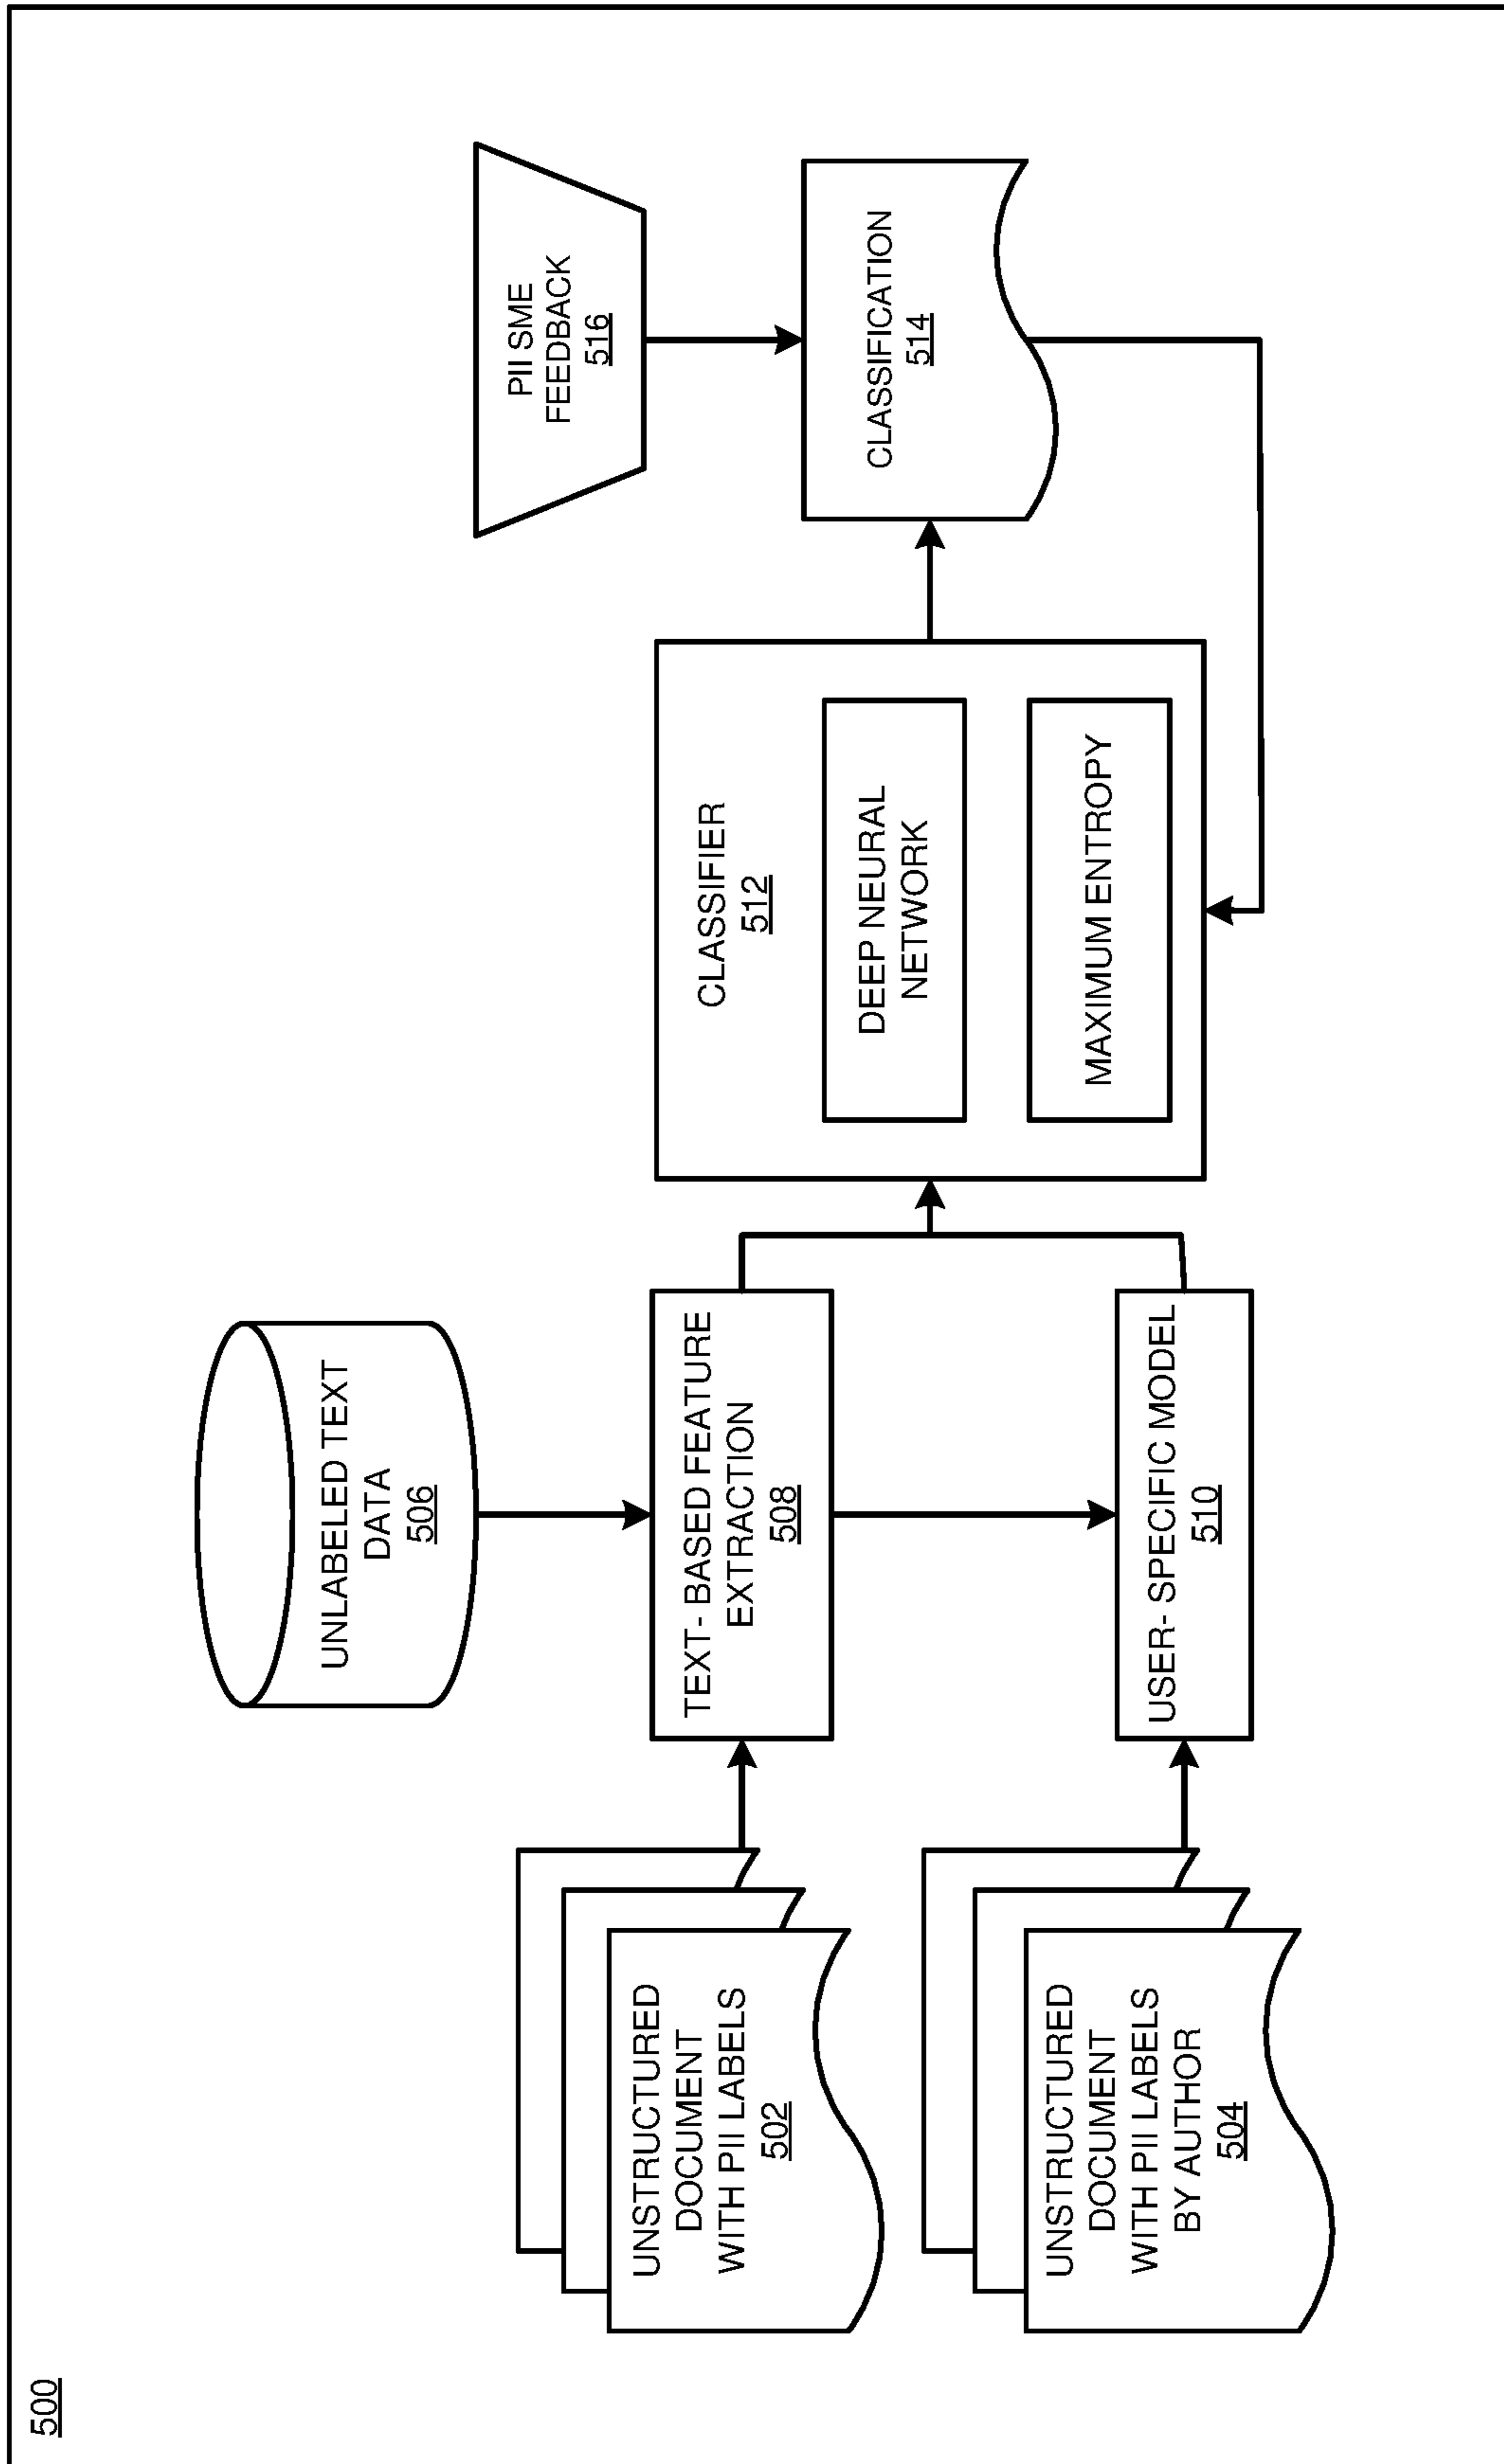 500
UNLABELED TEXT
DATA
506
PII SME
FEEDBACK
516
UNSTRUCTURED
DOCUMENT
WITH PII LABELS
502
TEXT- BASED FEATURE
EXTRACTION
508
CLASSIFIER
512
DEEP NEURAL
NETWORK
MAXIMUM ENTROPY
CLASSIFICATION
514
UNSTRUCTURED
DOCUMENT
WITH PII LABELS
BY AUTHOR
504
USER- SPECIFIC MODEL
510